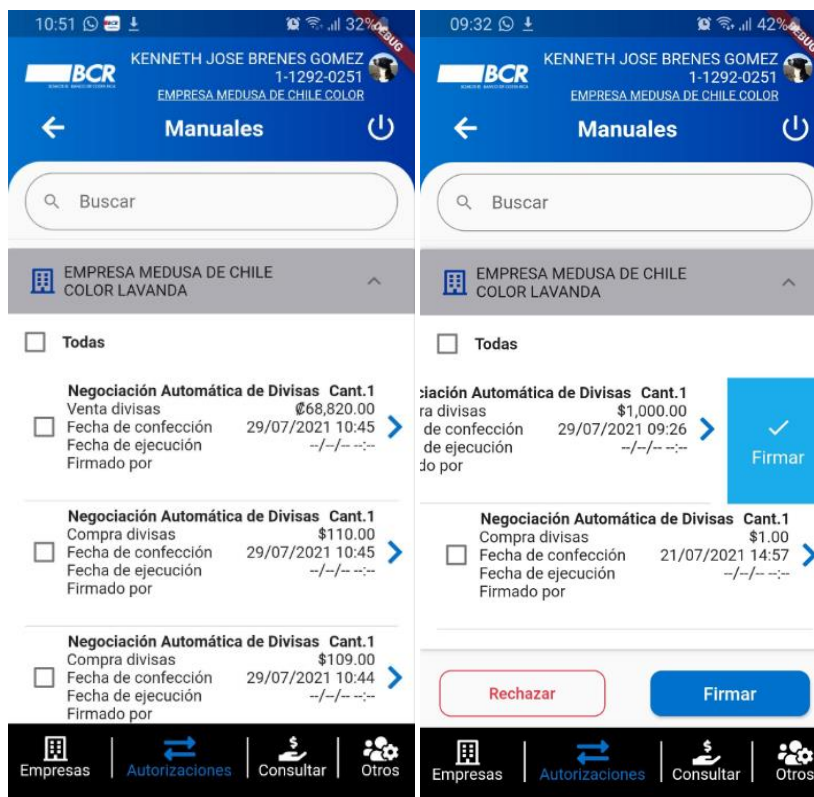 10:51
32%
DEBUG
BCR
KENNETH JOSE BRENES GOMEZ
1-1292-0251
EMPRESA MEDUSA DE CHILE COLOR
Manuales
Buscar
EMPRESA MEDUSA DE CHILE
COLOR LAVANDA
Todas
Negociación Automática de Divisas Cant.1
Venta divisas ₡68,820.00
Fecha de confección 29/07/2021 10:45
Fecha de ejecución --/--/-- --:--
Firmado por
Negociación Automática de Divisas Cant.1
Compra divisas $110.00
Fecha de confección 29/07/2021 10:45
Fecha de ejecución --/--/-- --:--
Firmado por
Negociación Automática de Divisas Cant.1
Compra divisas $109.00
Fecha de confección 29/07/2021 10:44
Fecha de ejecución --/--/-- --:--
Firmado por
Empresas Autorizaciones Consultar Otros
09:32
42%
DEBUG
BCR
KENNETH JOSE BRENES GOMEZ
1-1292-0251
EMPRESA MEDUSA DE CHILE COLOR
Manuales
Buscar
EMPRESA MEDUSA DE CHILE
COLOR LAVANDA
Todas
ciación Automática de Divisas Cant.1
ra divisas $1,000.00
de confección 29/07/2021 09:26
de ejecución --/--/-- --:--
do por
Firmar
Negociación Automática de Divisas Cant.1
Compra divisas $1.00
Fecha de confección 21/07/2021 14:57
Fecha de ejecución --/--/-- --:--
Firmado por
Rechazar Firmar
Empresas Autorizaciones Consultar Otros